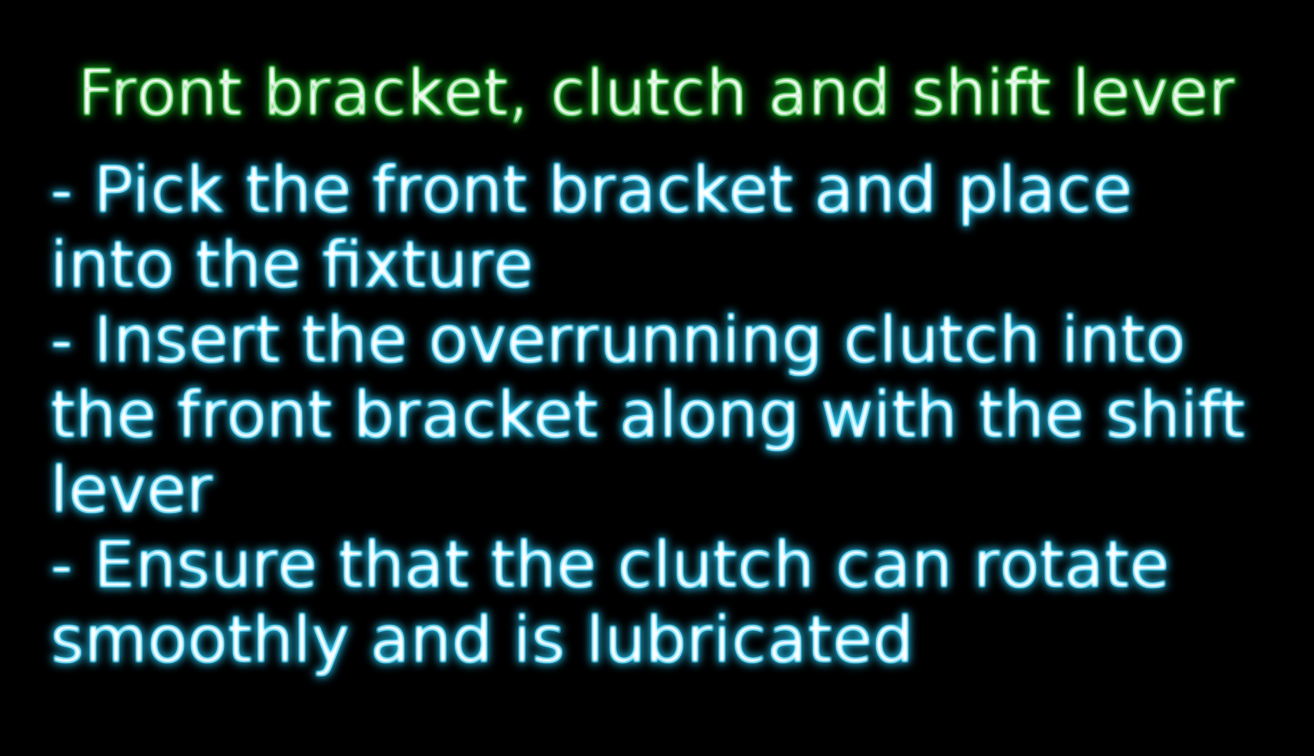 Front bracket, clutch and shift lever
- Pick the front bracket and place
into the fixture
- Insert the overrunning clutch into
the front bracket along with the shift
lever
- Ensure that the clutch can rotate
smoothly and is lubricated